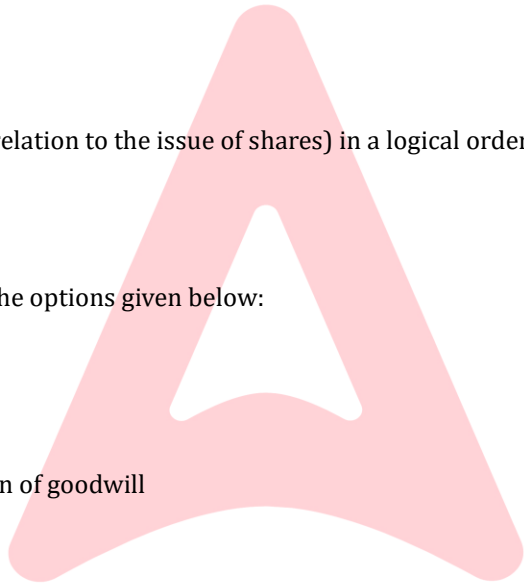 elation to the issue of shares) in a logical order
he options given below:
n of goodwill